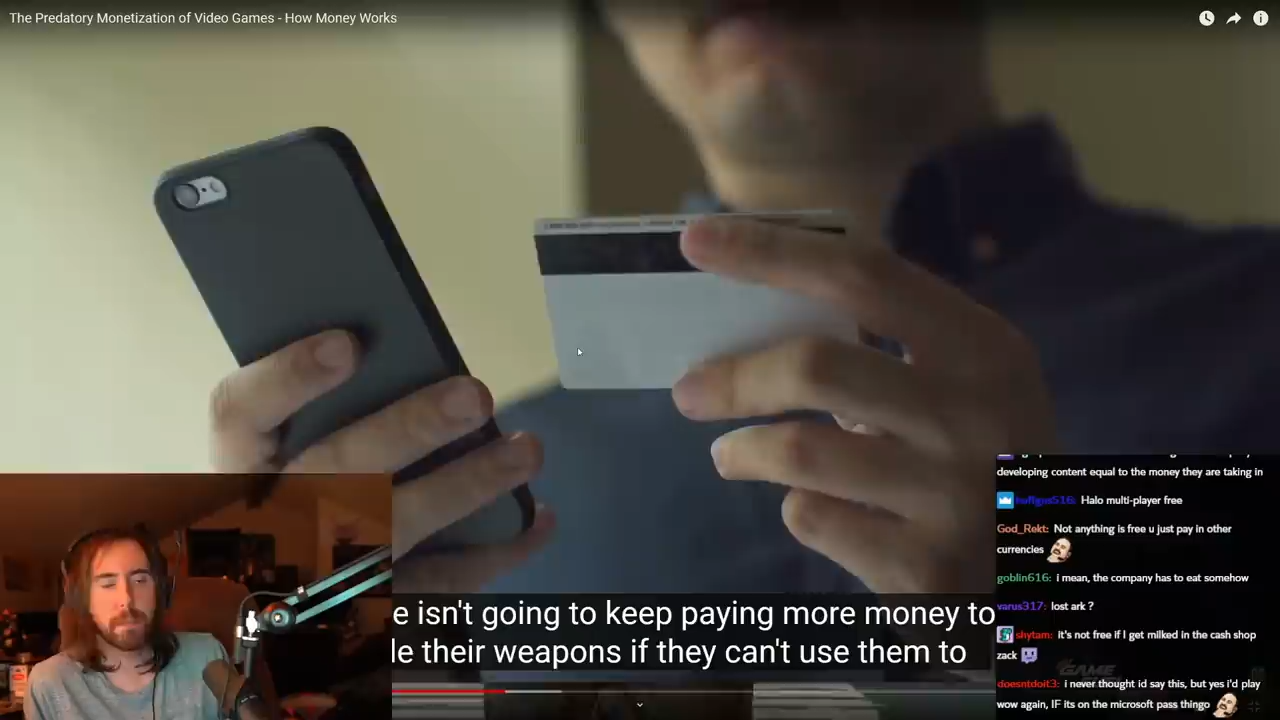 The Predatory Monetization of Video Games - How Money Works
e isn't going to keep paying more money to
le their weapons if they can't use them to
developing content equal to the money they are taking in
Halo multi-player free
God_Rekt: Not anything is free u just pay in other
currencies
goblin616: i mean, the company has to eat somehow
varus317: lost ark ?
shytam: it's not free if I get milked in the cash shop
zack
GAME
doesntdoit3: i never thought id say this, but yes i'd play
wow again, IF its on the microsoft pass thingo